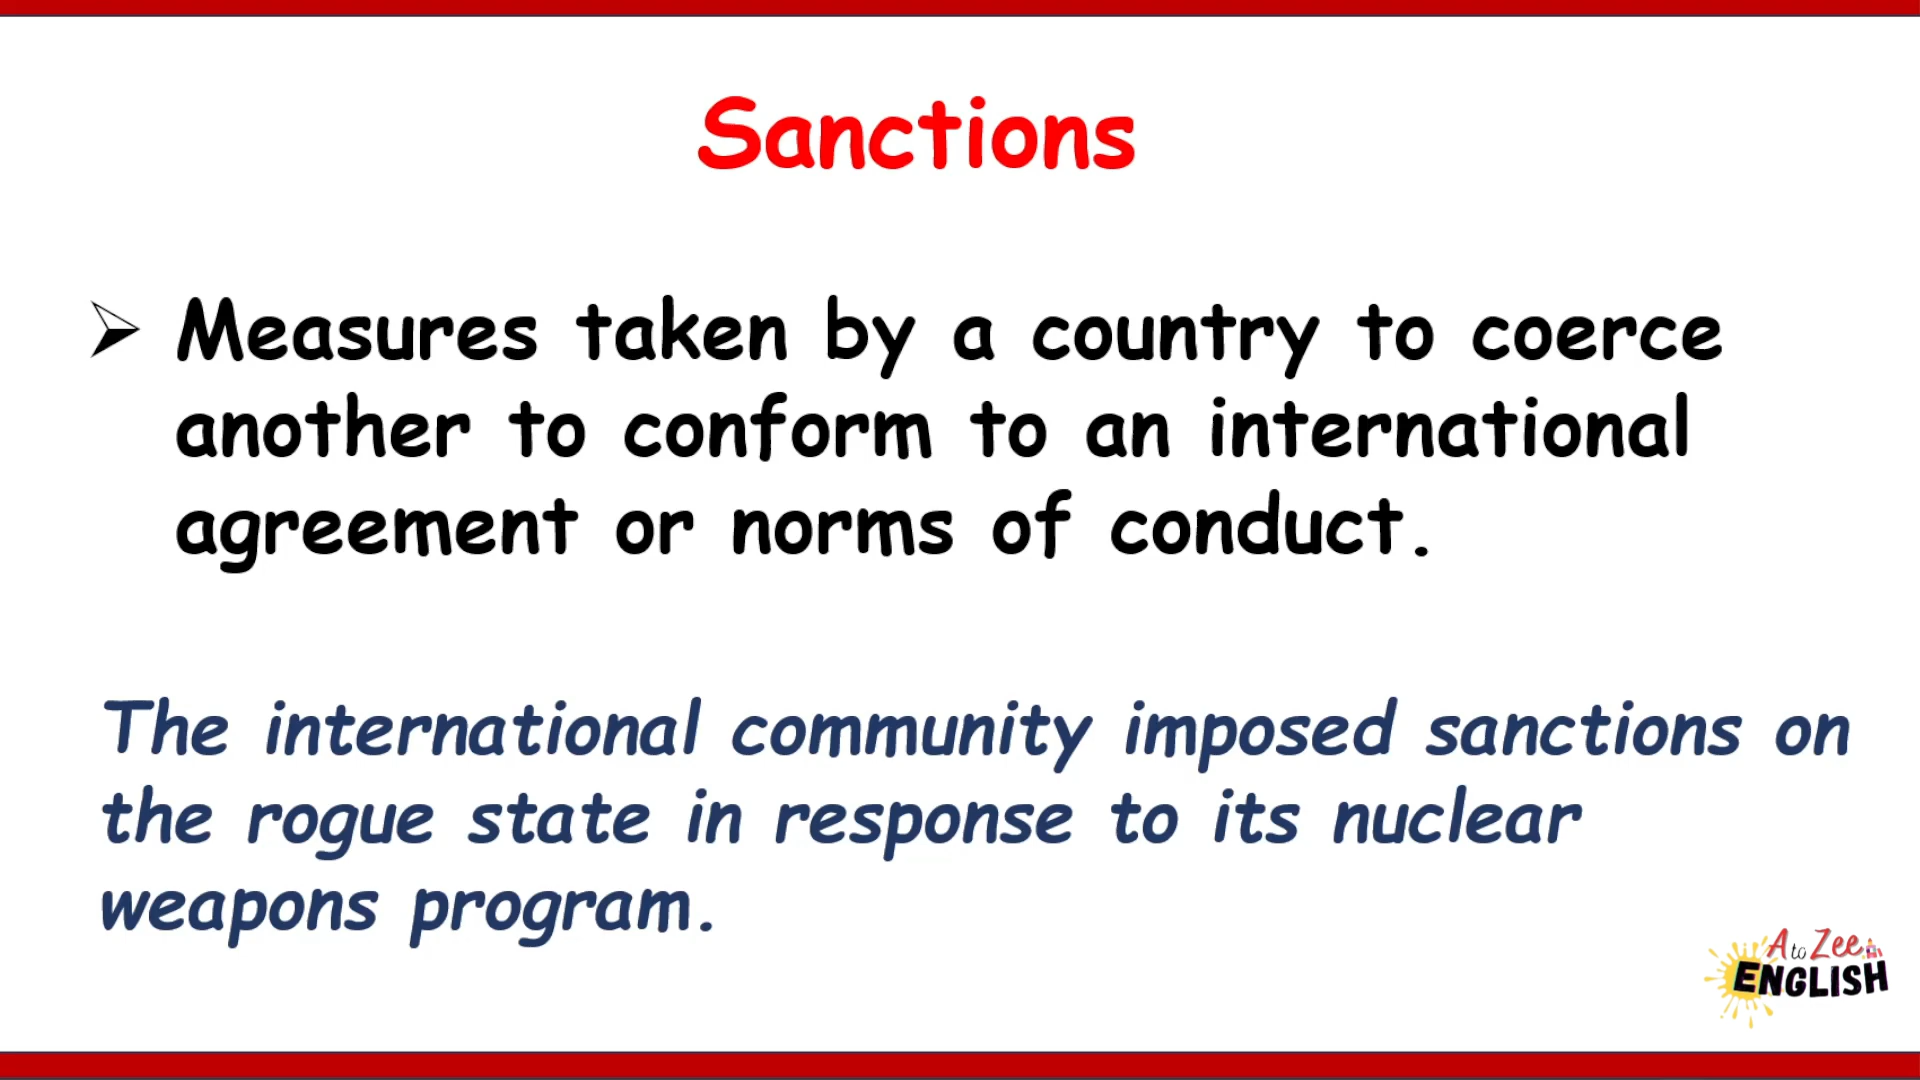 Sanctions
➢ Measures taken by a country to coerce
another to conform to an international
agreement or norms of conduct.
The international community imposed sanctions on
the rogue state in response to its nuclear
weapons program.
A to Zee
ENGLISH